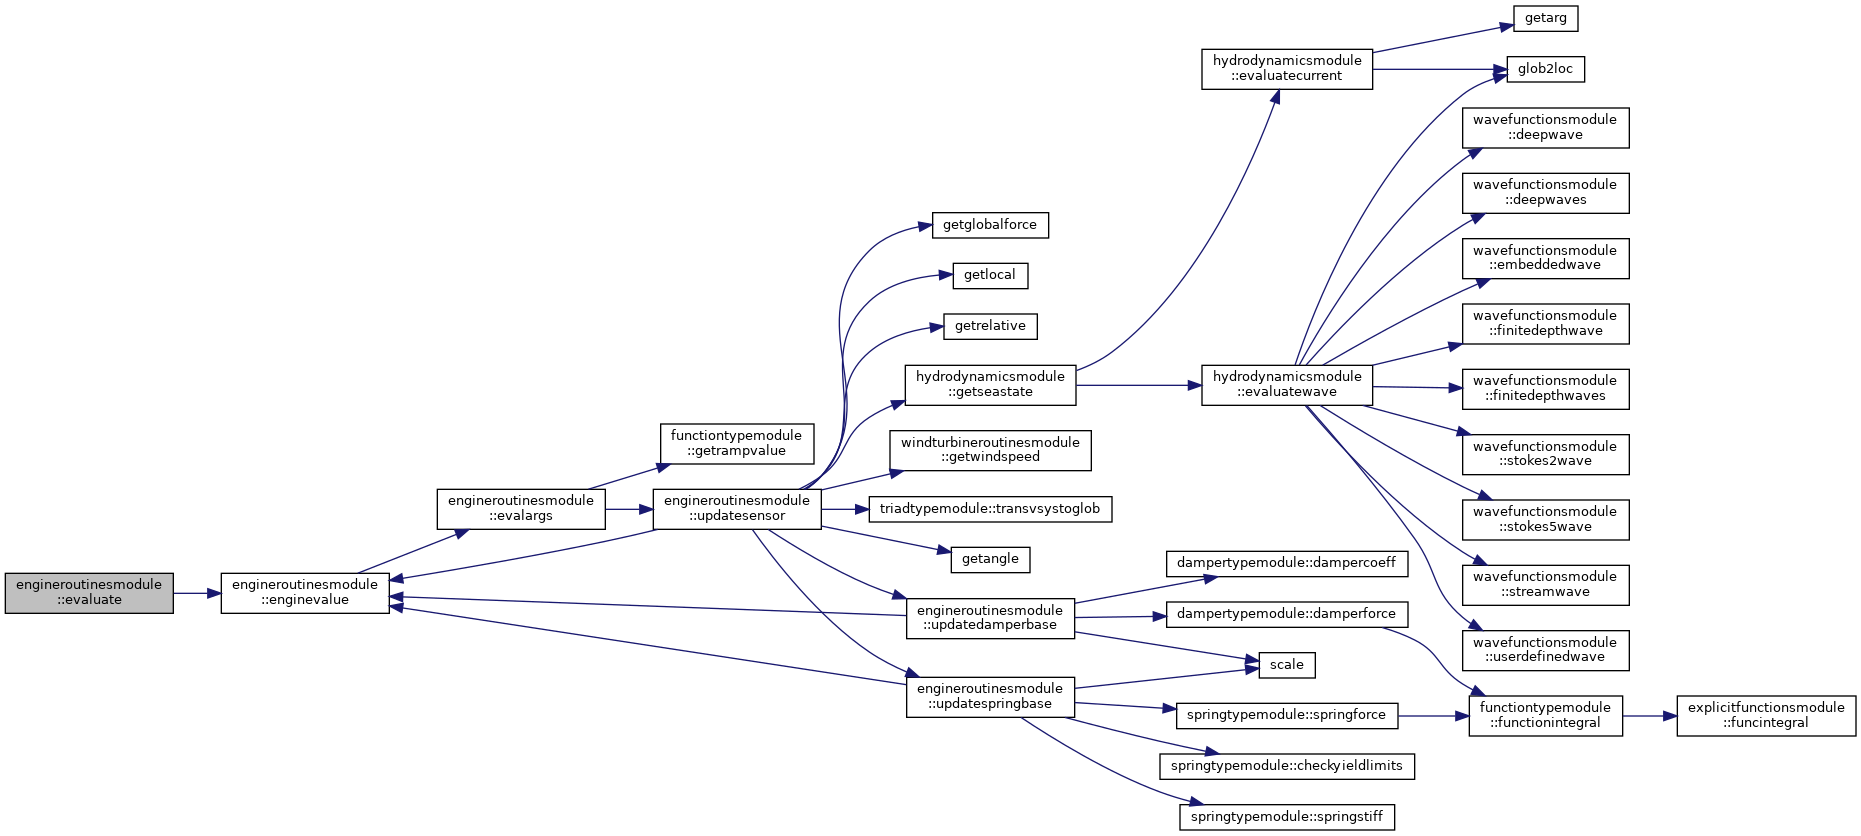 getarg
hydrodynamicsmodule
::evaluatecurrent
glob2loc
wavefunctionsmodule
::deepwave
wavefunctionsmodule
::deepwaves
getglobalforce
wavefunctionsmodule
::embeddedwave
getlocal
getrelative
wavefunctionsmodule
::finitedepthwave
hydrodynamicsmodule
::getseastate
hydrodynamicsmodule
::evaluatewave
wavefunctionsmodule
::finitedepthwaves
functiontypemodule
::getrampvalue
windturbineroutinesmodule
::getwindspeed
wavefunctionsmodule
::stokes2wave
engineroutinesmodule
::evalargs
engineroutinesmodule
::updatesensor
triadtypemodule::transvsystoglob
wavefunctionsmodule
::stokes5wave
getangle
dampertypemodule::dampercoeff
engineroutinesmodule
::evaluate
engineroutinesmodule
::enginevalue
wavefunctionsmodule
::streamwave
engineroutinesmodule
::updatedamperbase
dampertypemodule::damperforce
scale
wavefunctionsmodule
::userdefinedwave
engineroutinesmodule
::updatespringbase
springtypemodule::springforce
functiontypemodule
::functionintegral
explicitfunctionsmodule
::funcintegral
springtypemodule::checkyieldlimits
springtypemodule::springstiff